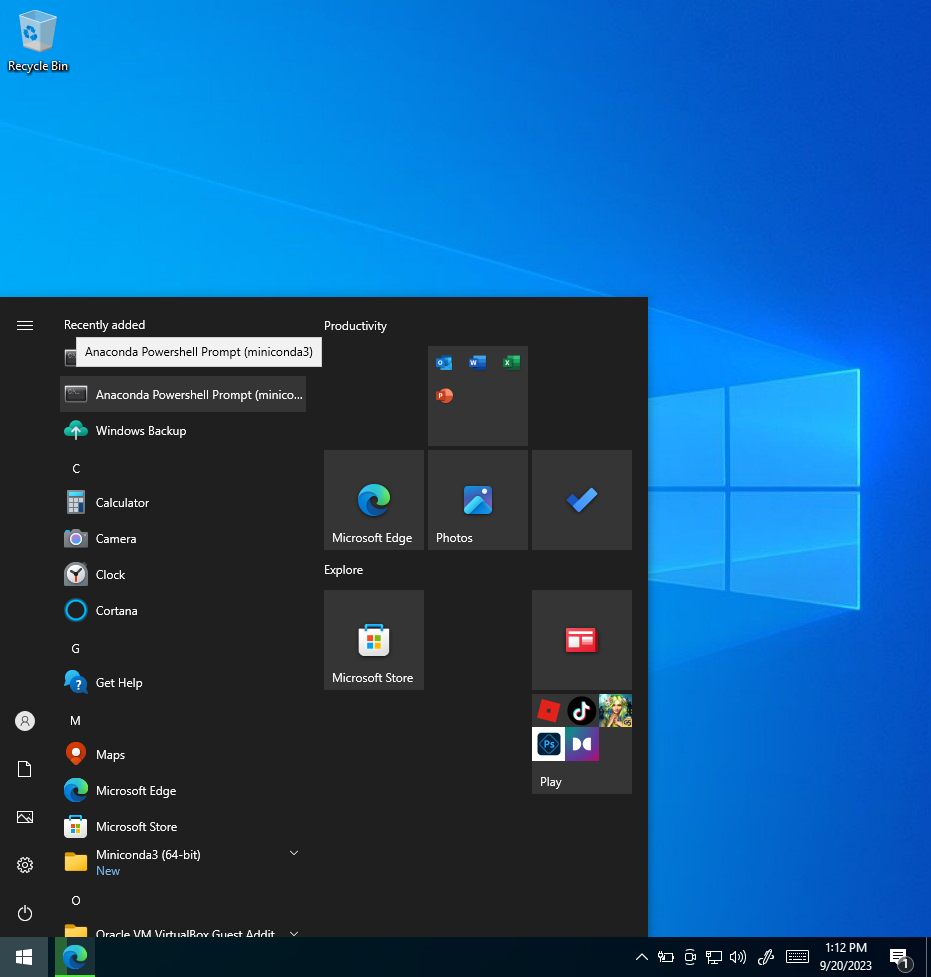 Recycle Bin
Recently added
Anaconda Powershell Prompt (miniconda3)
Anaconda Powershell Prompt (minico...
Windows Backup
C
Calculator
Camera
Clock
Cortana
G
Get Help
M
Maps
Microsoft Edge
Microsoft Store
Miniconda3 (64-bit)
New
O
Oracle VM VirtualBox Guest Addit...
Productivity
Microsoft Edge
Photos
Explore
Microsoft Store
Ps
Play
1:12 PM
9/20/2023
1